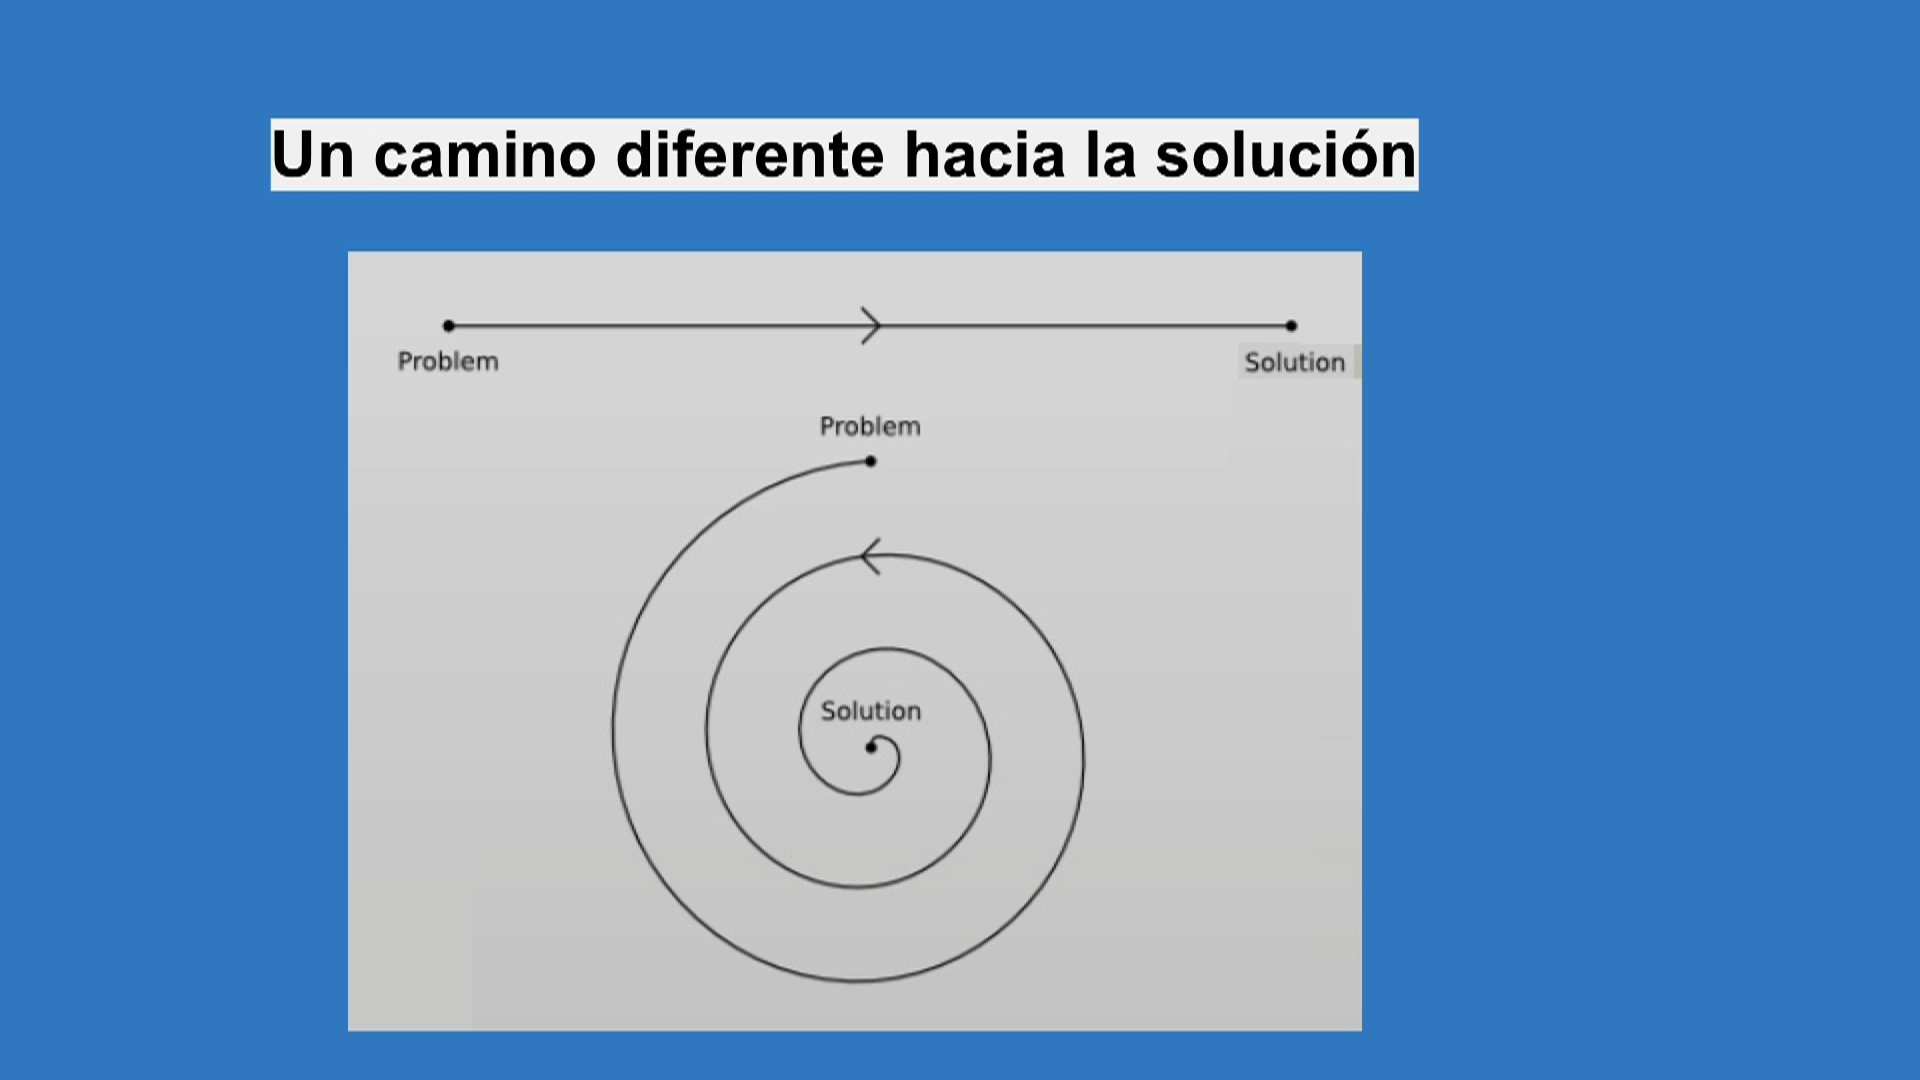 Un camino diferente hacia la solución
Problem
Solution
Problem
Solution